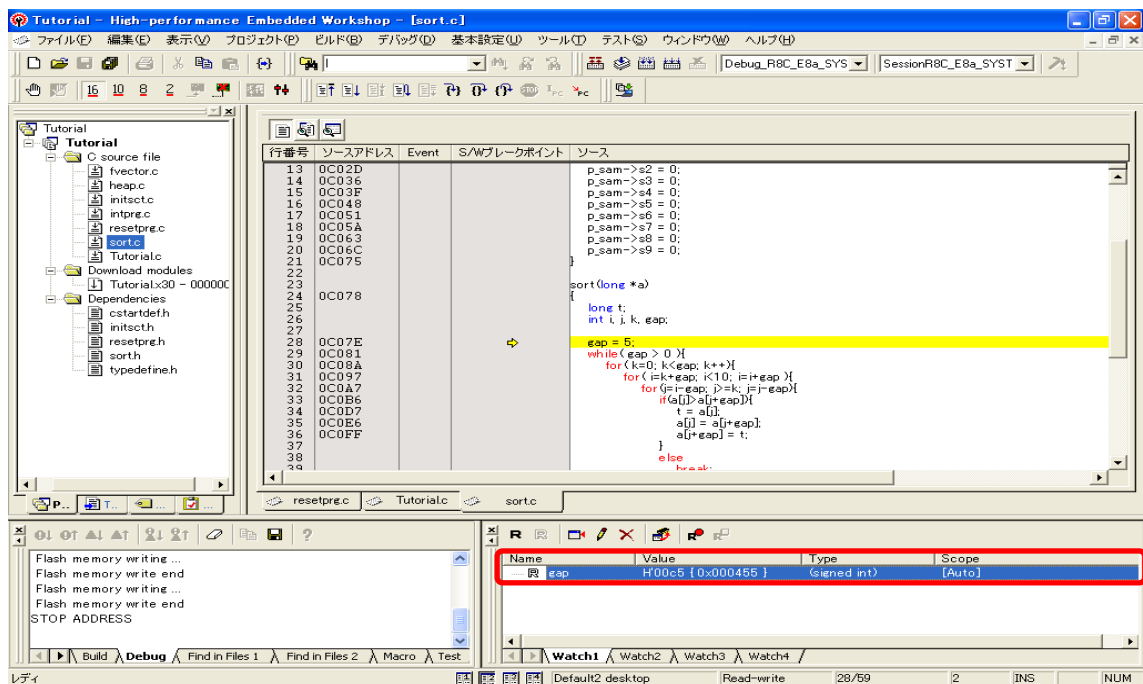 Tutorial - High-performance Embedded Workshop - [sort.c]
ファイル(F) 編集(E) 表示(V) プロジェクト(P) ビルド(B) デバッグ(D) 基本設定(U) ツール(T) テスト(S) ウィンドウ(W) ヘルプ(H)
Debug_R8C_E8a_SYS SessionR8C_E8a_SYST
16 10 8 2
Tutorial
Tutorial
C source file
fvector.c
heap.c
initsct.c
intprg.c
resetprg.c
sort.c
Tutorial.c
Download modules
Tutorial.x30 - 000000
Dependencies
cstartdef.h
initsct.h
resetprg.h
sort.h
typedefine.h
P.. T.. ... ...
行番号 ソースアドレス Event S/Wブレークポイント ソース
13 0C02D p_sam->s2 = 0;
14 0C036 p_sam->s3 = 0;
15 0C03F p_sam->s4 = 0;
16 0C048 p_sam->s5 = 0;
17 0C051 p_sam->s6 = 0;
18 0C05A p_sam->s7 = 0;
19 0C063 p_sam->s8 = 0;
20 0C06C p_sam->s9 = 0;
21 0C075 }
22
23 sort(long *a)
24 0C078 {
25 long t;
26 int i, j, k, gap;
27
28 0C07E gap = 5;
29 0C081 while( gap > 0 ){
30 0C08A for( k=0; k<gap; k++){
31 0C097 for( i=k+gap; i<10; i=i+gap ){
32 0C0A7 for(j=i-gap; j>=k; j=j-gap){
33 0C0B6 if(a[j]>a[j+gap]){
34 0C0D7 t = a[j];
35 0C0E6 a[j] = a[j+gap];
36 0C0FF a[j+gap] = t;
37 }
38 else
39 break;
resetprg.c Tutorial.c sort.c
Flash memory writing ...
Flash memory write end
Flash memory writing ...
Flash memory write end
STOP ADDRESS
Build Debug Find in Files 1 Find in Files 2 Macro Test
Name Value Type Scope
R gap H'00c5 { 0x000455 } (signed int) [Auto]
Watch1 Watch2 Watch3 Watch4
レディ Default2 desktop Read-write 28/59 2 INS NUM